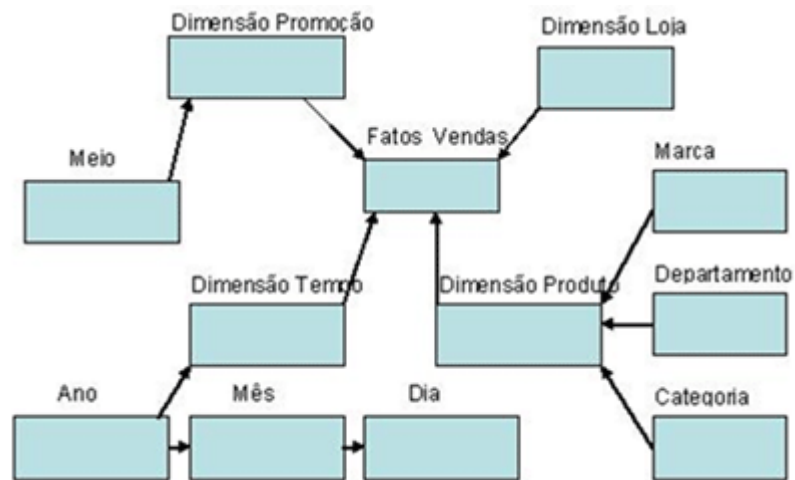 Dimensão Promoção
Dimensão Loja
Fatos Vendas
Meio
Marca
Dimensão Tempo
Dimensão Produto
Departamento
Ano
Mês
Dia
Categoria